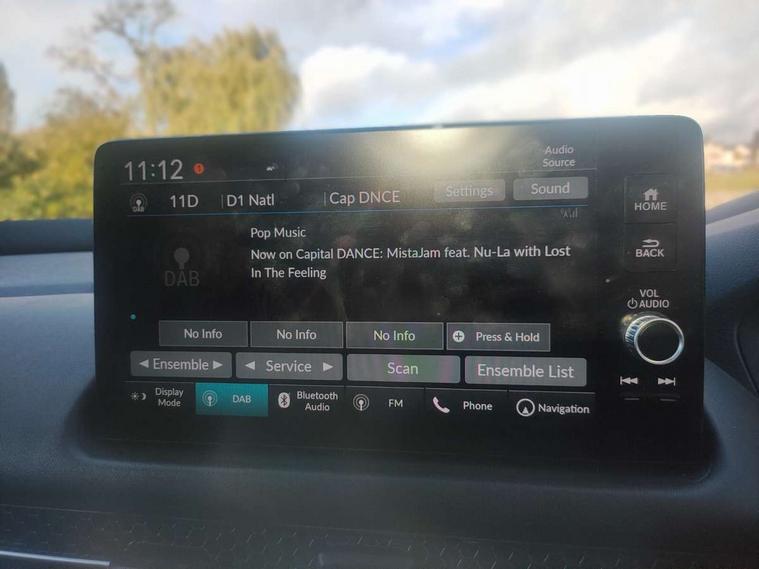 11:12
Audio
Source
DAB
11D
D1 Natl
Cap DNCE
Settings
Sound
HOME
Pop Music
DAB
Now on Capital DANCE: MistaJam feat. Nu-La with Lost
In The Feeling
BACK
VOL
AUDIO
No Info
No Info
No Info
Press & Hold
Ensemble
Service
Scan
Ensemble List
Display
Mode
DAB
Bluetooth
Audio
FM
Phone
Navigation